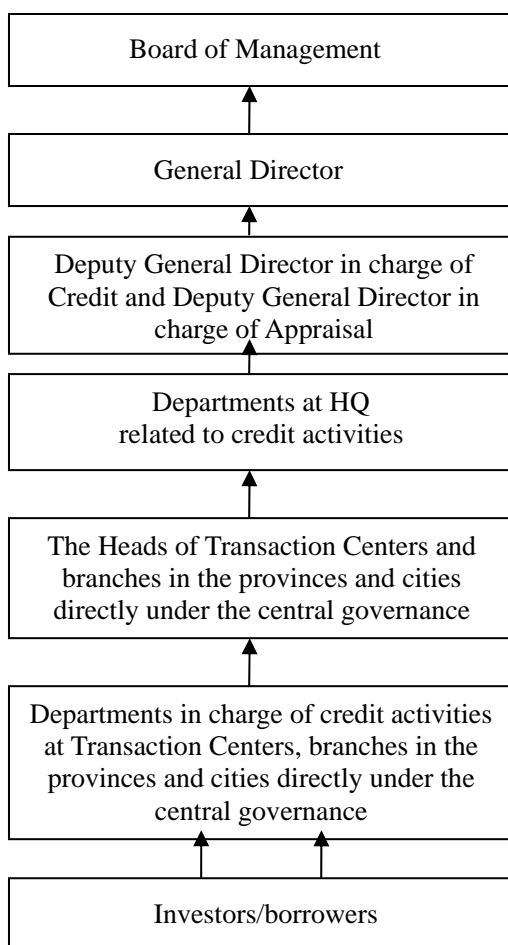 Board of Management
General Director
Deputy General Director in charge of
Credit and Deputy General Director in
charge of Appraisal
Departments at HQ
related to credit activities
The Heads of Transaction Centers and
branches in the provinces and cities
directly under the central governance
Departments in charge of credit activities
at Transaction Centers, branches in the
provinces and cities directly under the
central governance
Investors/borrowers